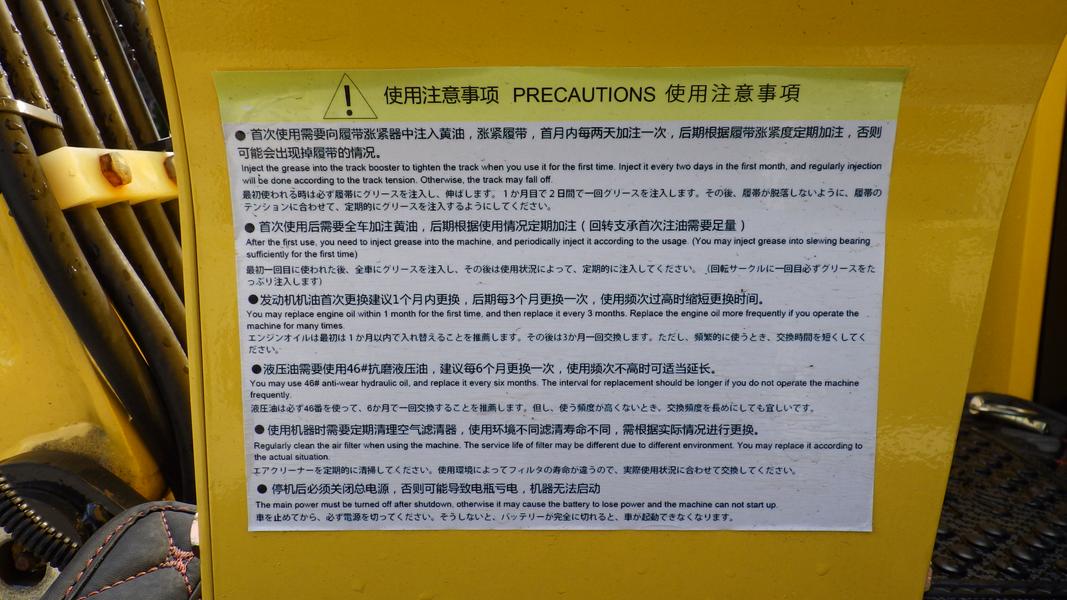 使用注意事项 PRECAUTIONS 使用注意事項
● 首次使用需要向履带涨紧器中注入黄油，涨紧履带，首月内每两天加注一次，后期根据履带涨紧度定期加注，否则
可能会出现掉履带的情况。
Inject the grease into the track booster to tighten the track when you use it for the first time. Inject it every two days in the first month, and regularly injection
will be done according to the track tension. Otherwise, the track may fall off.
最初使われる時は必ず履帯にグリースを注入し、伸ばします。1か月目で2日間で一回グリースを注入します。その後、履帯が脱落しないように、履帯の
テンションに合わせて、定期的にグリースを注入するようにしてください。
● 首次使用后需要全车加注黄油，后期根据使用情况定期加注（回转支承首次注油需要足量）
After the first use, you need to inject grease into the machine, and periodically inject it according to the usage. (You may inject grease into slewing bearing
sufficiently for the first time)
最初一回目に使われた後、全車にグリースを注入し、その後は使用状況によって、定期的に注入してください。（回転サークルに一回目必ずグリースをた
っぷり注入します）
●发动机机油首次更换建议1个月内更换，后期每3个月更换一次，使用频次过高时缩短更换时间。
You may replace engine oil within 1 month for the first time, and then replace it every 3 months. Replace the engine oil more frequently if you operate the
machine for many times.
エンジンオイルは最初は1か月以内で入れ替えることを推薦します。その後は3か月一回交換します。ただし、頻繁的に使うとき、交換時間を短くしてく
ださい。
●液压油需要使用46#抗磨液压油，建议每6个月更换一次，使用频次不高时可适当延长。
You may use 46# anti-wear hydraulic oil, and replace it every six months. The interval for replacement should be longer if you do not operate the machine
frequently.
液圧油は必ず46番を使って、6か月で一回交換することを推薦します。但し、使う頻度が高くないとき、交換頻度を長めにしても宜しいです。
● 使用机器时需要定期清理空气滤清器，使用环境不同滤清寿命不同，需根据实际情况进行更换。
Regularly clean the air filter when using the machine. The service life of filter may be different due to different environment. You may replace it according to
the actual situation.
エアクリーナーを定期的に清掃してください。使用環境によってフィルタの寿命が違うので、実際使用状況に合わせて交換してください。
● 停机后必须关闭总电源，否则可能导致电瓶亏电，机器无法启动
The main power must be turned off after shutdown, otherwise it may cause the battery to lose power and the machine can not start up.
車を止めてから、必ず電源を切ってください。そうしないと、バッテリーが完全に切れると、車が起動できなくなります。